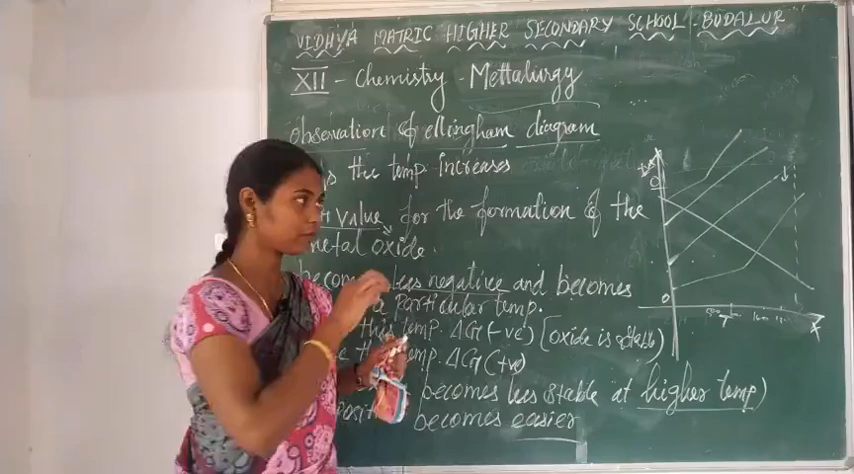 VIDHYA MATRIC HIGHER SECONDARY SCHOOL - BUDALUR
XII - Chemistry - Mettalurgy
observation of ellingham diagram
the temp increases
value for the formation of the
metal oxide.
becomes less negative and becomes
a particular temp.
this temp. ΔG(-ve) [oxide is stable)
temp. ΔG(+ve)
becomes less stable at higher temp)
becomes easier